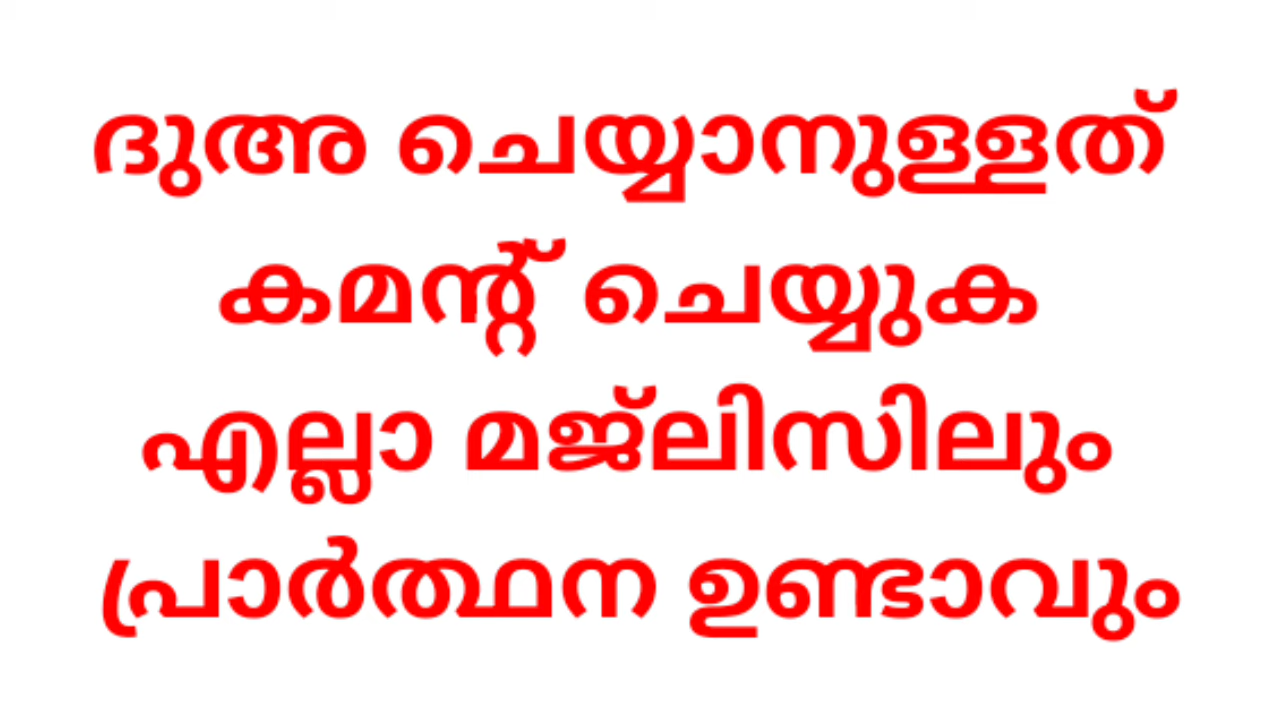 ദുഅ ചെയ്യാനുള്ളത്
കമന്റ് ചെയ്യുക
എല്ലാ മജ്‌ലിസിലും
പ്രാർത്ഥന ഉണ്ടാവും